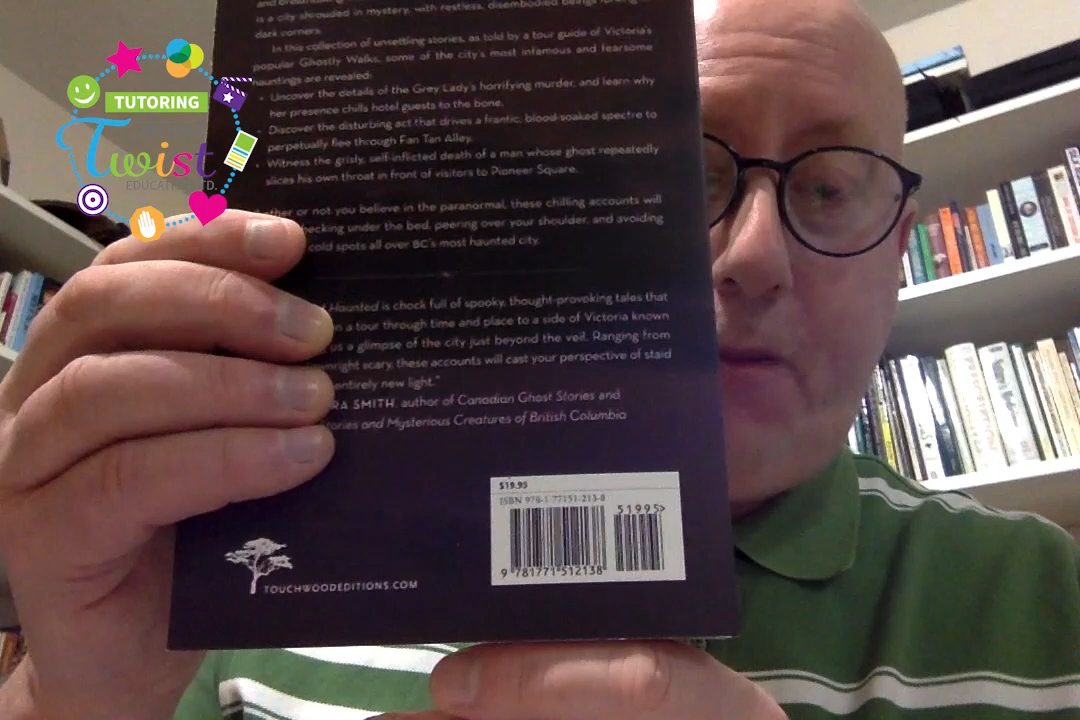 TUTORING
Twist
EDUCATION LTD.
is a city shrouded in mystery, with restless, disembodied beings
dark corners.
In this collection of unsettling stories, as told by a tour guide of Victoria's
popular Ghostly Walks, some of the city's most infamous and fearsome
hauntings are revealed:
• Uncover the details of the Grey Lady's horrifying murder, and learn why
her presence chills hotel guests to the bone.
• Discover the disturbing act that drives a frantic, blood-soaked spectre to
perpetually flee through Fan Tan Alley.
• Witness the grisly, self-inflicted death of a man whose ghost repeatedly
slices his own throat in front of visitors to Pioneer Square.
or not you believe in the paranormal, these chilling accounts will
checking under the bed, peering over your shoulder, and avoiding
cold spots all over BC's most haunted city.
Haunted is chock full of spooky, thought-provoking tales that
a tour through time and place to a side of Victoria known
us a glimpse of the city just beyond the veil. Ranging from
scary, these accounts will cast your perspective of staid
entirely new light."
RA SMITH, author of Canadian Ghost Stories and
and Mysterious Creatures of British Columbia
$19.95
ISBN 978-1-77151-213-8
51995>
9 781771 512138
TOUCHWOODEDITIONS.COM